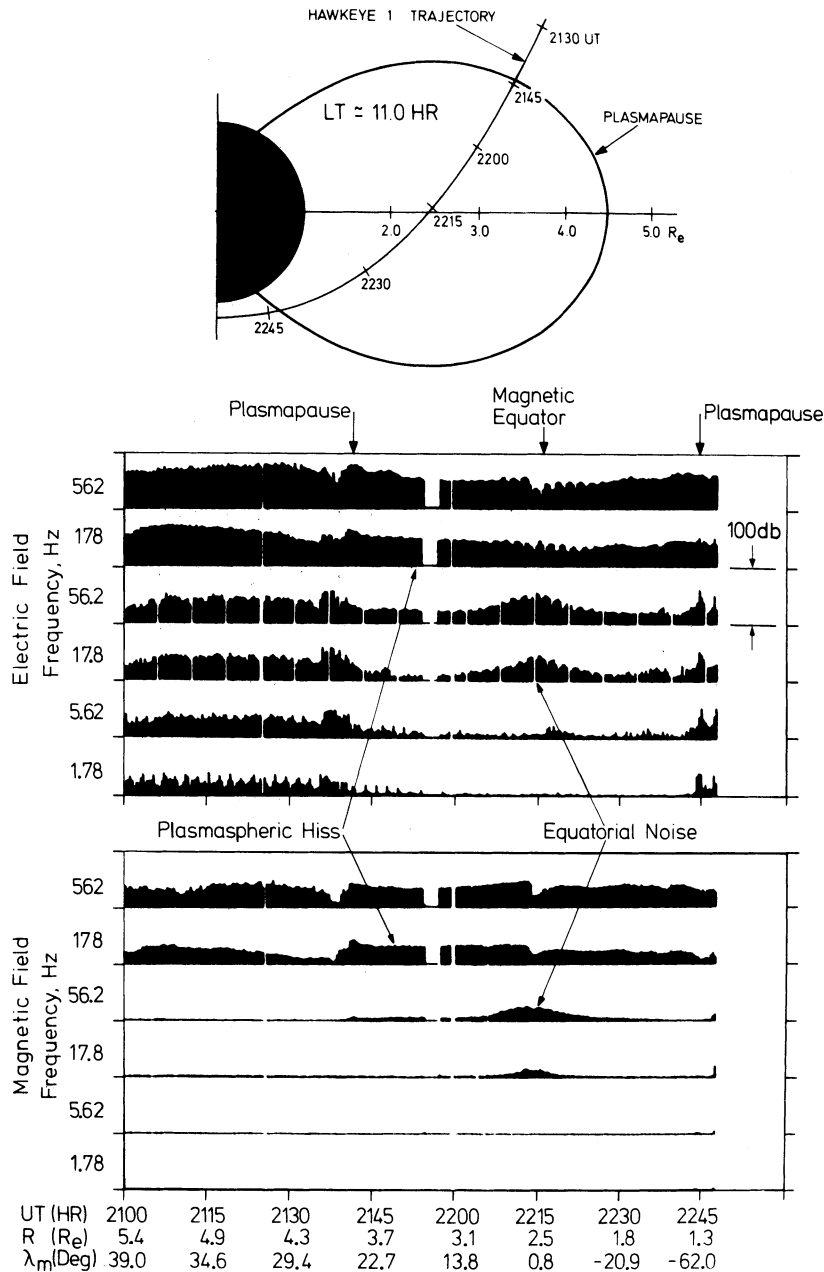 HAWKEYE 1 TRAJECTORY
2130 UT
LT ≃ 11.0 HR
2145
PLASMAPAUSE
2200
2215
2.0 3.0 4.0 5.0 Re
2230
2245
Plasmapause
Magnetic
Equator
Plasmapause
Electric Field
Frequency, Hz
562
178
100db
56.2
17.8
5.62
1.78
Plasmaspheric Hiss
Equatorial Noise
Magnetic Field
Frequency, Hz
562
178
56.2
17.8
5.62
1.78
UT (HR) 2100 2115 2130 2145 2200 2215 2230 2245
R (Re) 5.4 4.9 4.3 3.7 3.1 2.5 1.8 1.3
λm(Deg) 39.0 34.6 29.4 22.7 13.8 0.8 -20.9 -62.0